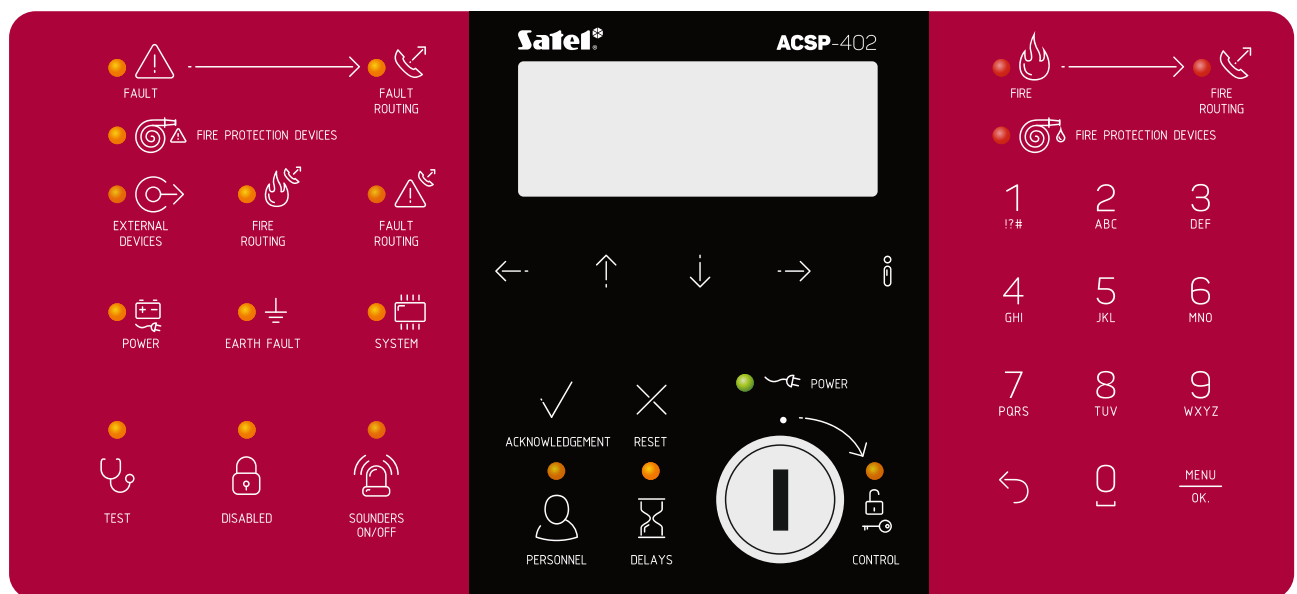 Satel®
ACSP-402
FAULT
FAULT
ROUTING
FIRE PROTECTION DEVICES
EXTERNAL
DEVICES
FIRE
ROUTING
FAULT
ROUTING
POWER
EARTH FAULT
SYSTEM
TEST
DISABLED
SOUNDERS
ON/OFF
i
ACKNOWLEDGEMENT
RESET
POWER
PERSONNEL
DELAYS
CONTROL
FIRE
FIRE
ROUTING
FIRE PROTECTION DEVICES
1
!?#
2
ABC
3
DEF
4
GHI
5
JKL
6
MNO
7
PQRS
8
TUV
9
WXYZ
0
MENU
OK.